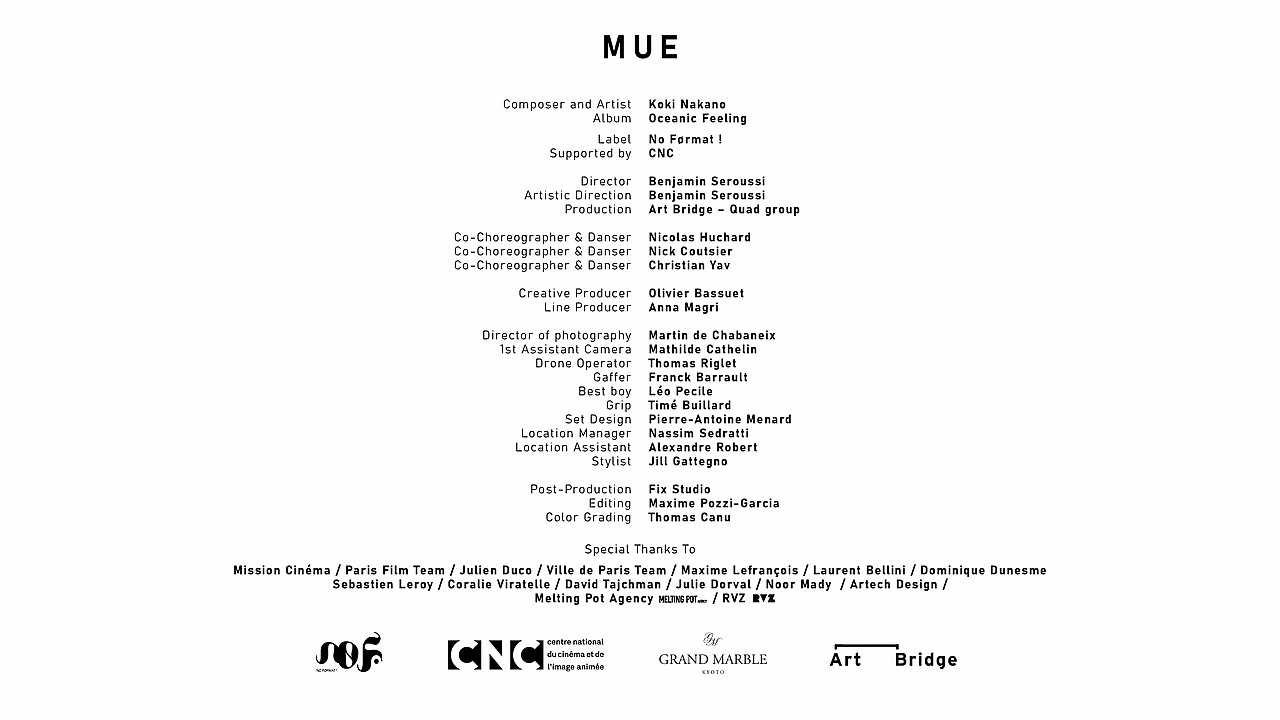 MUE
Composer and Artist Koki Nakano
Album Oceanic Feeling
Label No Førmat !
Supported by CNC
Director Benjamin Seroussi
Artistic Direction Benjamin Seroussi
Production Art Bridge – Quad group
Co-Choreographer & Danser Nicolas Huchard
Co-Choreographer & Danser Nick Coutsier
Co-Choreographer & Danser Christian Yav
Creative Producer Olivier Bassuet
Line Producer Anna Magri
Director of photography Martin de Chabaneix
1st Assistant Camera Mathilde Cathelin
Drone Operator Thomas Riglet
Gaffer Franck Barrault
Best boy Léo Pecile
Grip Timé Buillard
Set Design Pierre-Antoine Menard
Location Manager Nassim Sedratti
Location Assistant Alexandre Robert
Stylist Jill Gattegno
Post-Production Fix Studio
Editing Maxime Pozzi-Garcia
Color Grading Thomas Canu
Special Thanks To
Mission Cinéma / Paris Film Team / Julien Duco / Ville de Paris Team / Maxime Lefrançois / Laurent Bellini / Dominique Dunesme
Sebastien Leroy / Coralie Viratelle / David Tajchman / Julie Dorval / Noor Mady / Artech Design /
Melting Pot Agency MELTING POT / RVZ RVZ
NOF.
CNC centre national
du cinéma et de
l'image animée
GM
GRAND MARBLE
KYOTO
Art Bridge